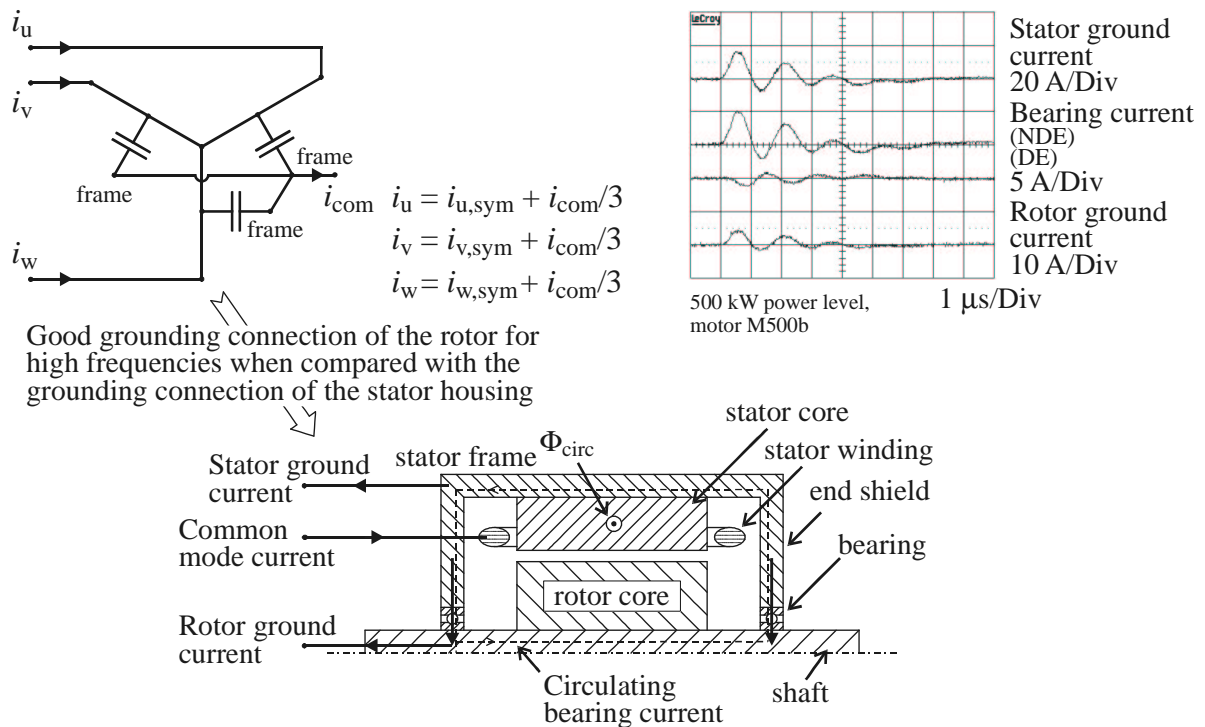 i_u
i_v
frame
frame
frame
i_com
i_w
i_u = i_u,sym + i_com/3
i_v = i_v,sym + i_com/3
i_w = i_w,sym + i_com/3
LeCroy
Stator ground
current
20 A/Div
Bearing current
(NDE)
(DE)
5 A/Div
Rotor ground
current
10 A/Div
1 µs/Div
500 kW power level,
motor M500b
Good grounding connection of the rotor for
high frequencies when compared with the
grounding connection of the stator housing
Stator ground
current
Common
mode current
Rotor ground
current
stator frame
Φcirc
stator core
stator winding
end shield
bearing
rotor core
Circulating
bearing current
shaft